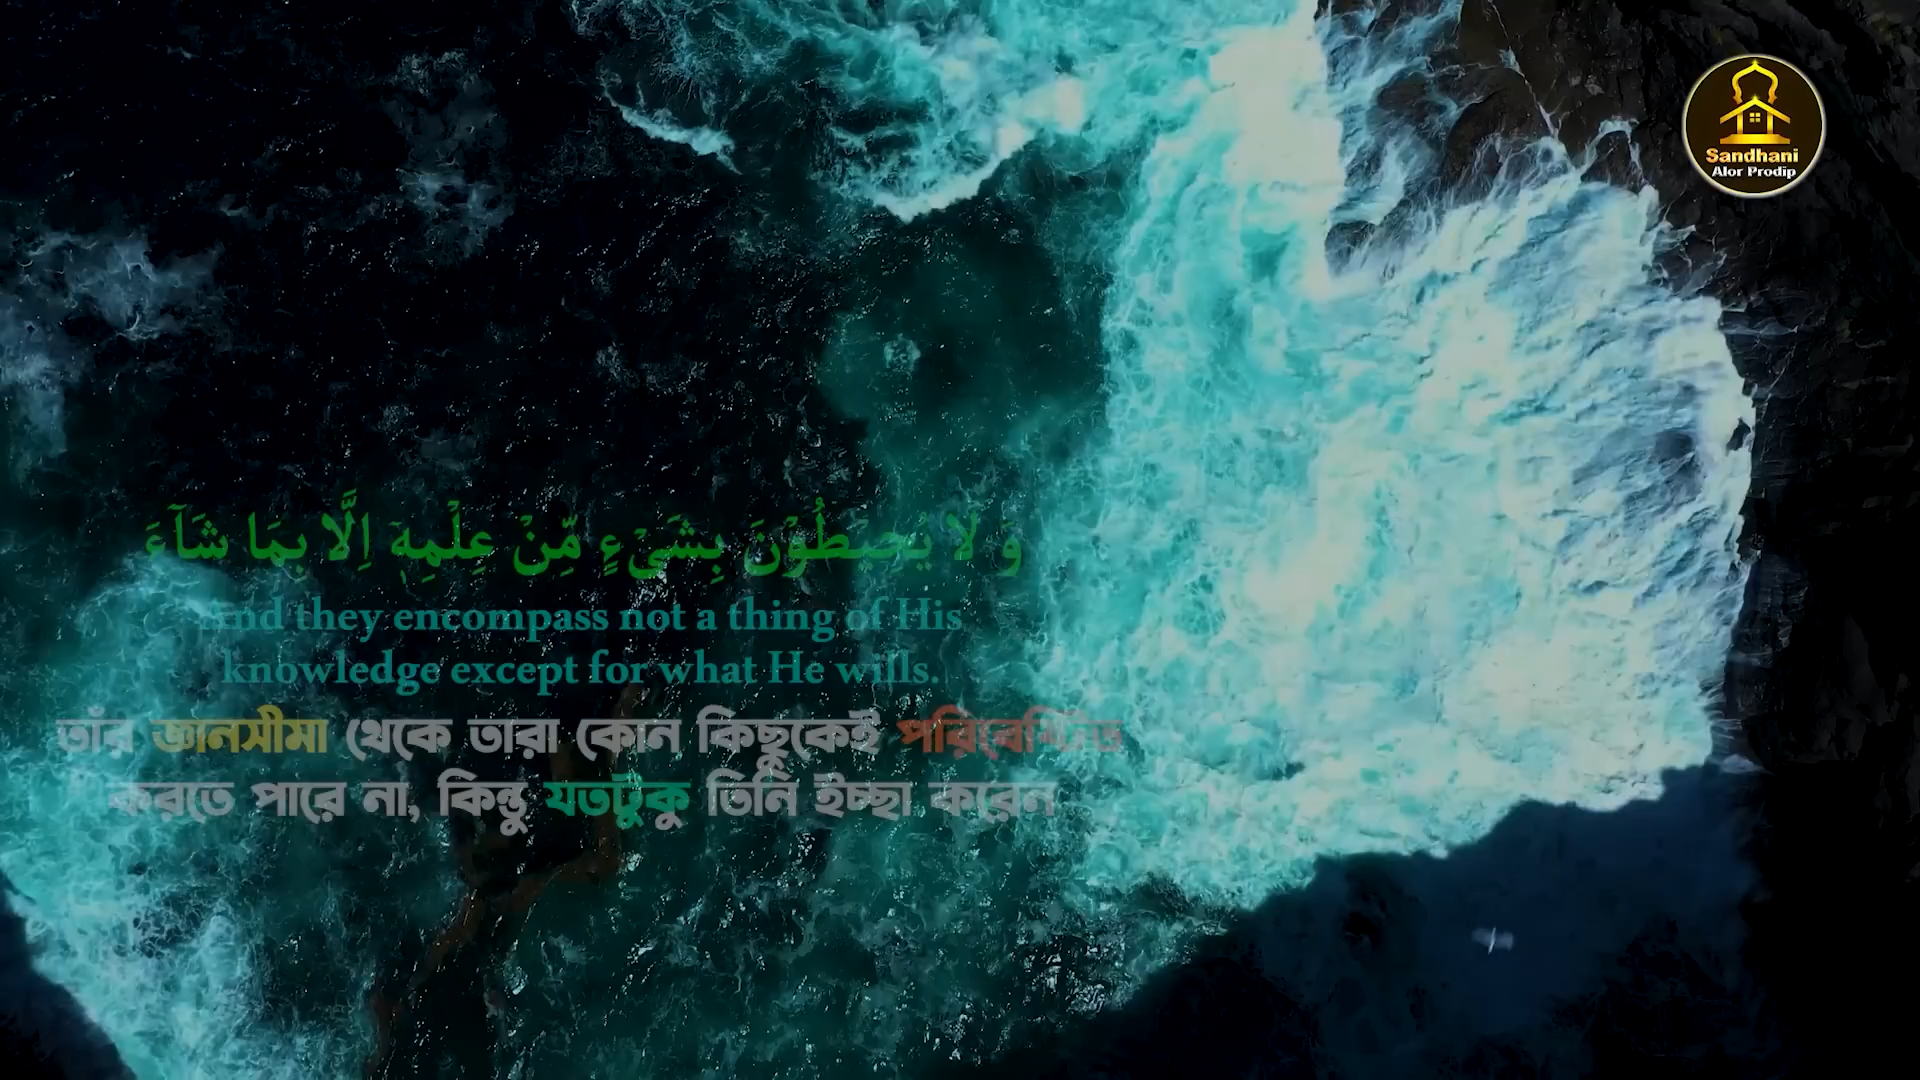 وَ لَا يُحِيْطُوْنَ بِشَيْءٍ مِّنْ عِلْمِهٖۤ اِلَّا بِمَا شَآءَ
And they encompass not a thing of His
knowledge except for what He wills.
তাঁর জ্ঞানসীমা থেকে তারা কোন কিছুকেই পরিবেষ্টিত
করতে পারে না, কিন্তু যতটুকু তিনি ইচ্ছা করেন
Sandhani
Alor Prodip